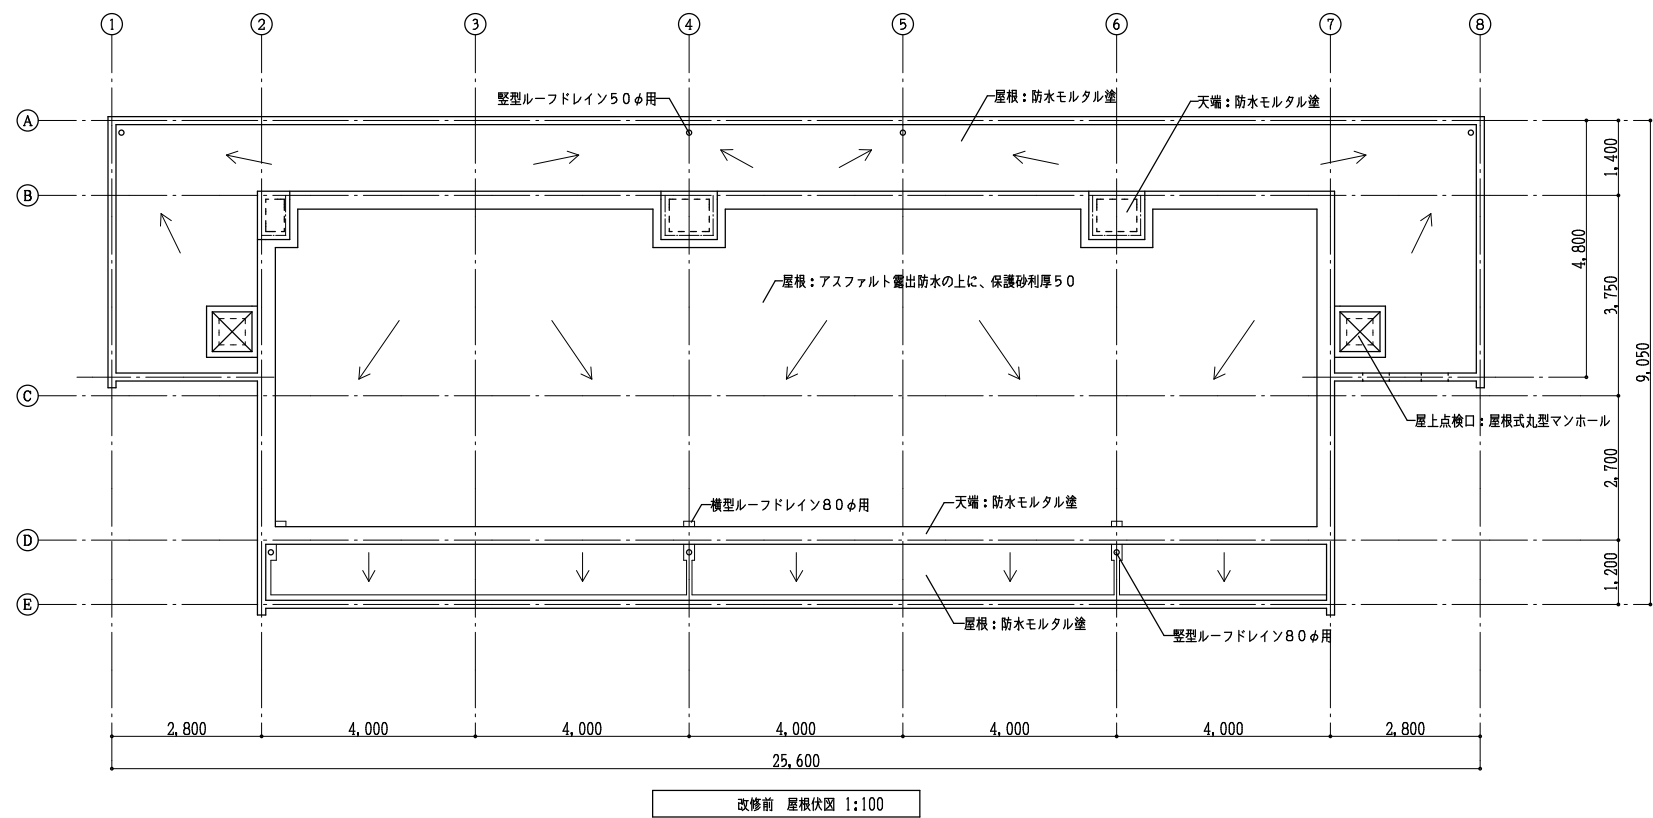 1 2 3 4 5 6 7 8
竪型ルーフドレイン50φ用
屋根：防水モルタル塗
天端：防水モルタル塗
A
B
C
D
E
1,400
4,800
3,750
9,050
2,700
1,200
屋根：アスファルト露出防水の上に、保護砂利厚50
屋上点検口：屋根式丸型マンホール
横型ルーフドレイン80φ用
天端：防水モルタル塗
屋根：防水モルタル塗
竪型ルーフドレイン80φ用
2,800 4,000 4,000 4,000 4,000 4,000 2,800
25,600
改修前 屋根伏図 1:100